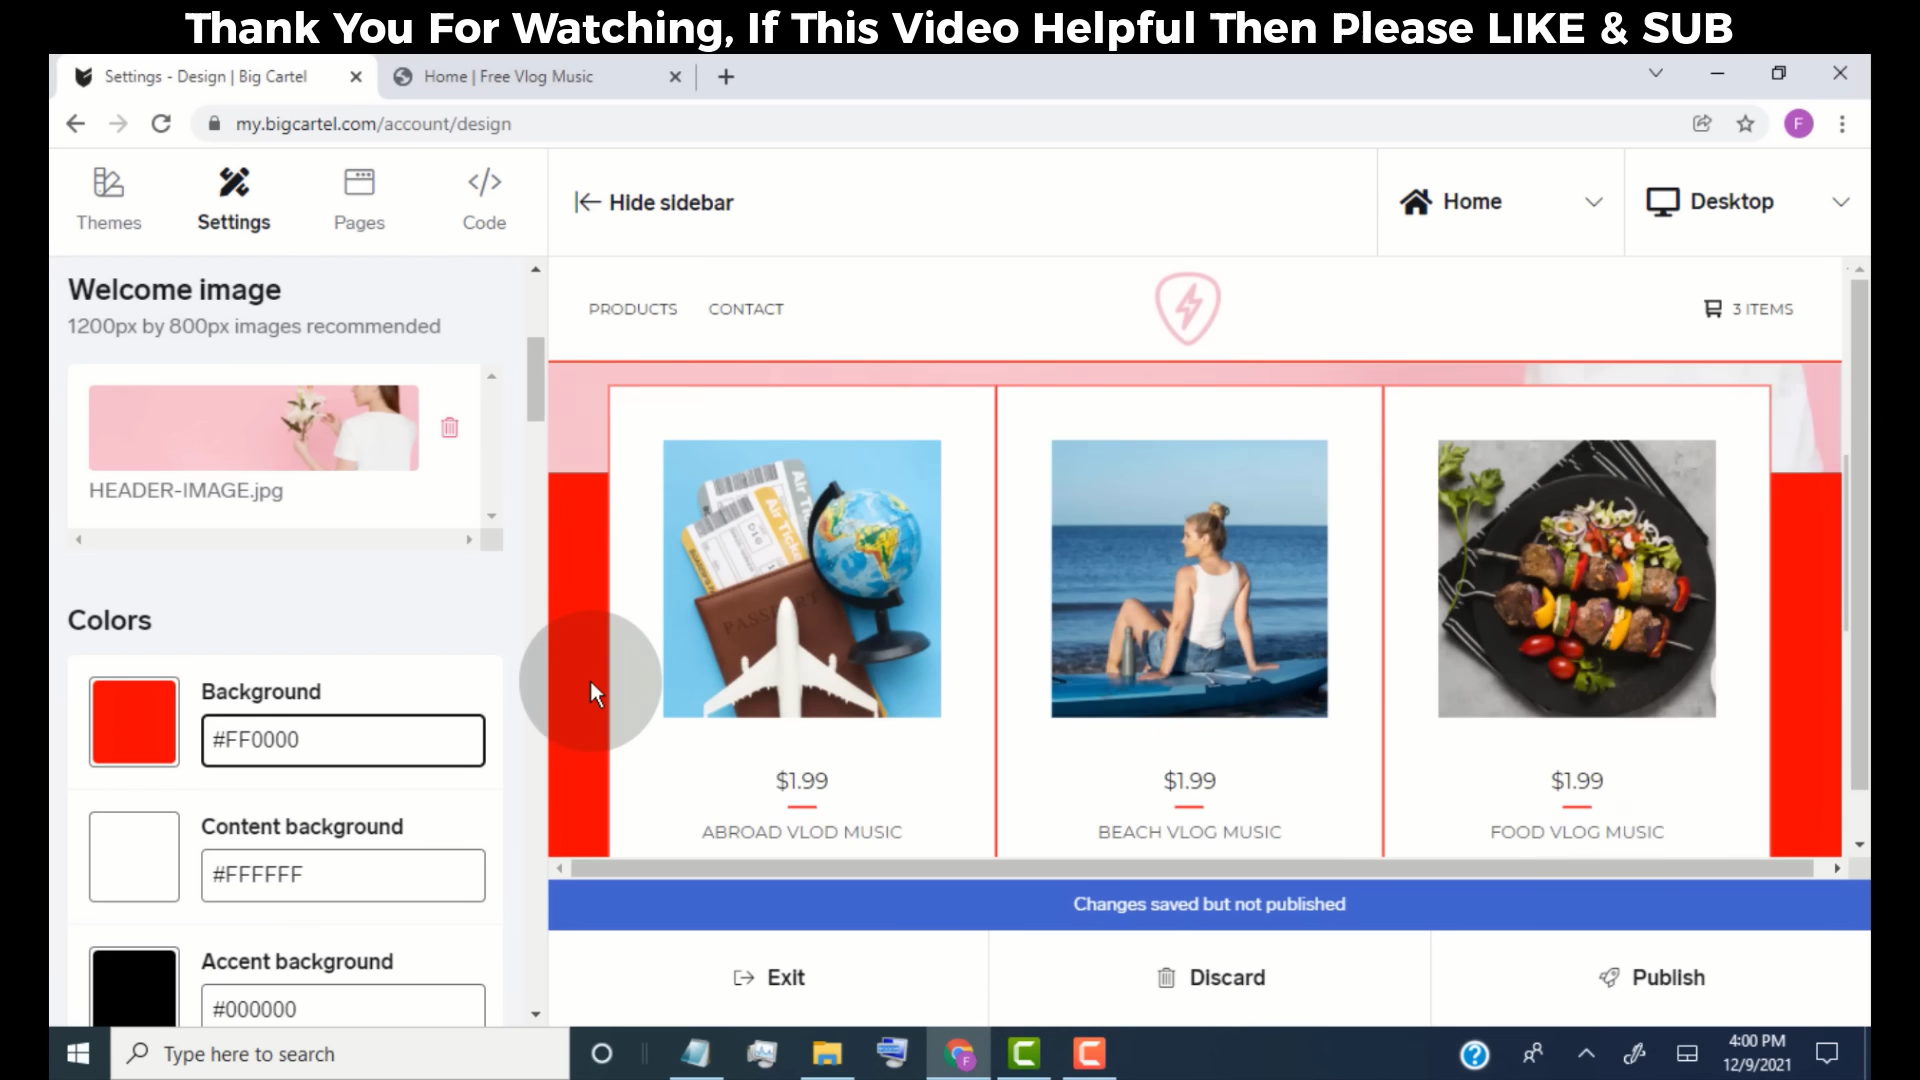 Thank You For Watching, If This Video Helpful Then Please LIKE & SUB
Settings - Design | Big Cartel
Home | Free Vlog Music
my.bigcartel.com/account/design
F
Themes
Settings
Pages
Code
Hide sidebar
Home
Desktop
Welcome image
1200px by 800px images recommended
HEADER-IMAGE.jpg
Colors
Background
#FF0000
Content background
#FFFFFF
Accent background
#000000
PRODUCTS
CONTACT
3 ITEMS
Air Ticket
PASSPORT
$1.99
ABROAD VLOD MUSIC
$1.99
BEACH VLOG MUSIC
$1.99
FOOD VLOG MUSIC
Changes saved but not published
Exit
Discard
Publish
Type here to search
4:00 PM
12/9/2021